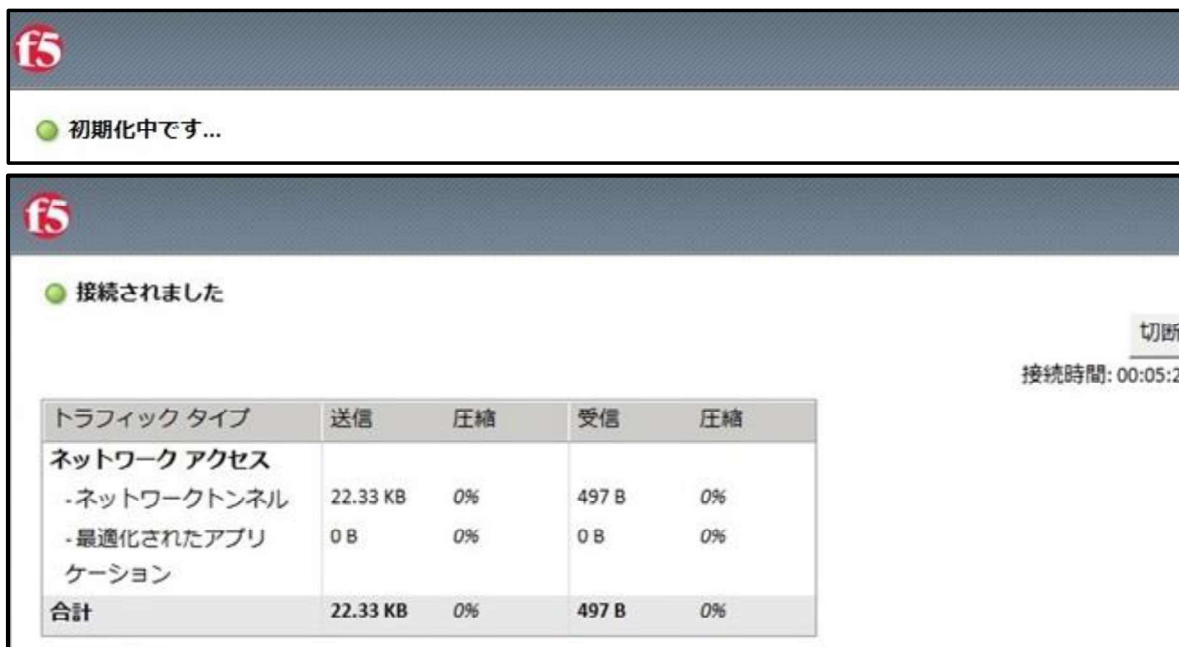 f5
初期化中です...
f5
接続されました
切断
接続時間: 00:05:2
トラフィック タイプ 送信 圧縮 受信 圧縮
ネットワーク アクセス
-ネットワークトンネル 22.33 KB 0% 497 B 0%
-最適化されたアプリ 0 B 0% 0 B 0%
ケーション
合計 22.33 KB 0% 497 B 0%